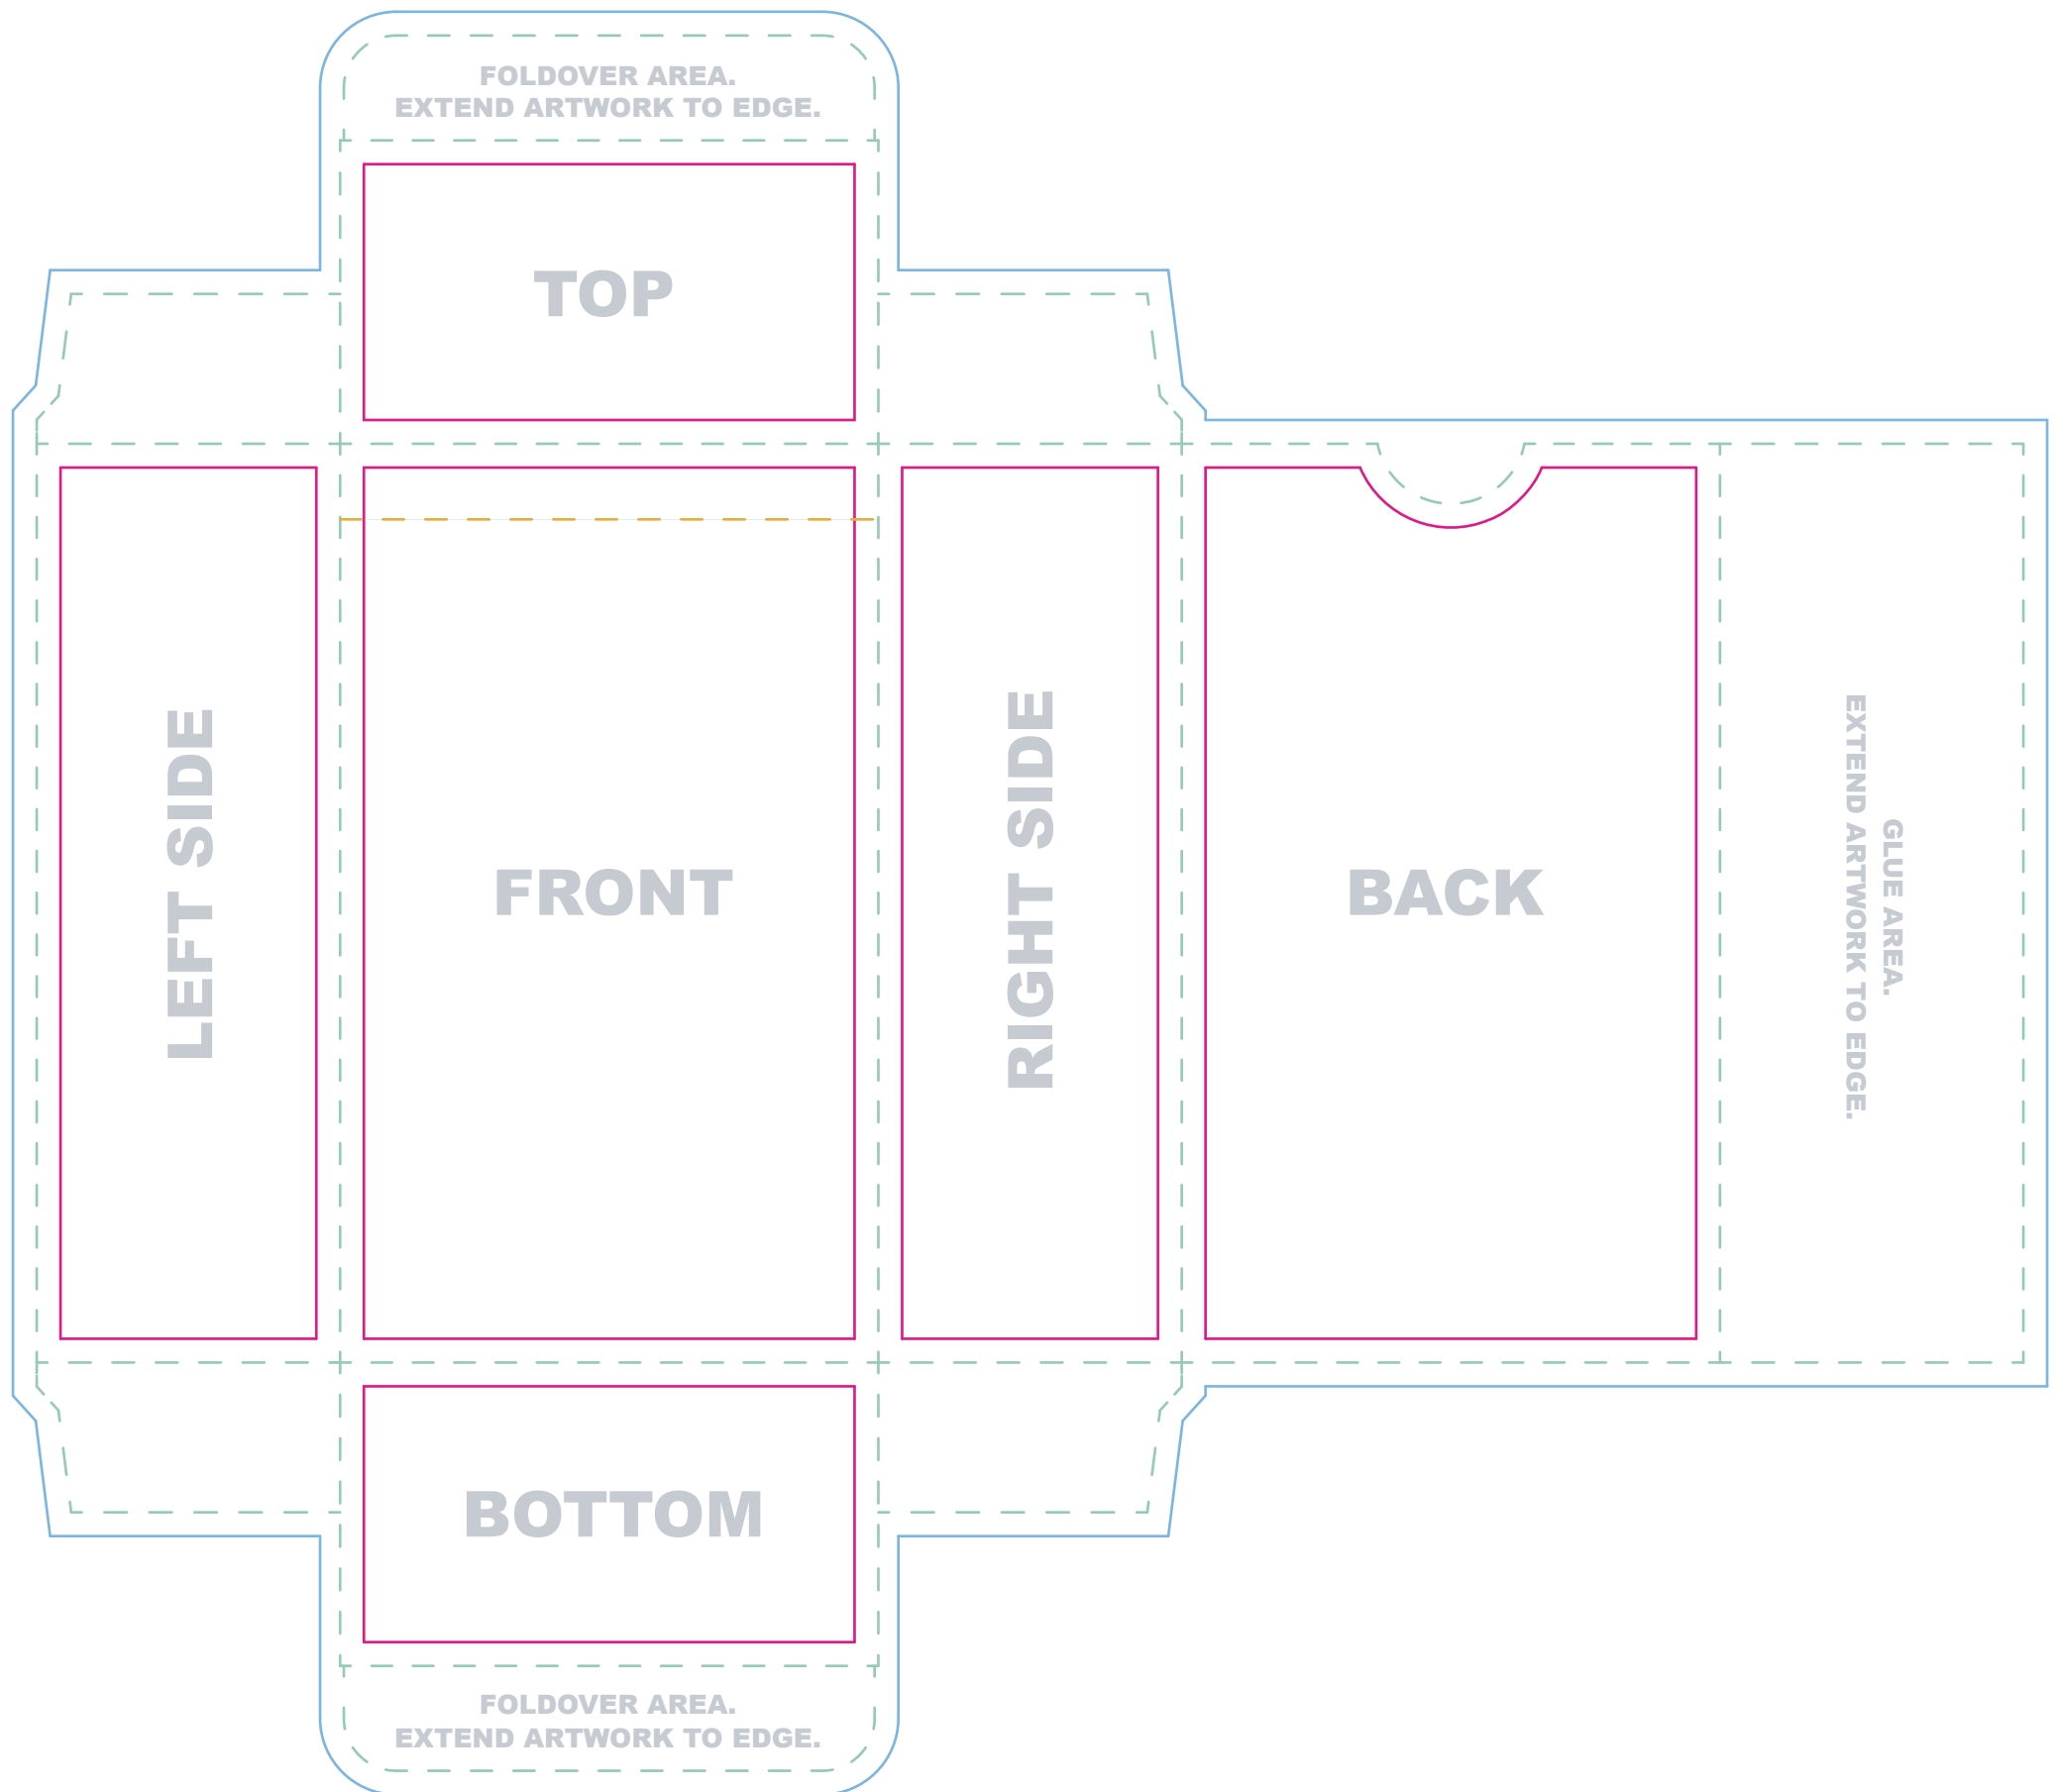 FOLDOVER AREA.
EXTEND ARTWORK TO EDGE.
TOP
LEFT SIDE
FRONT
RIGHT SIDE
BACK
GLUE AREA.
EXTEND ARTWORK TO EDGE.
BOTTOM
FOLDOVER AREA.
EXTEND ARTWORK TO EDGE.